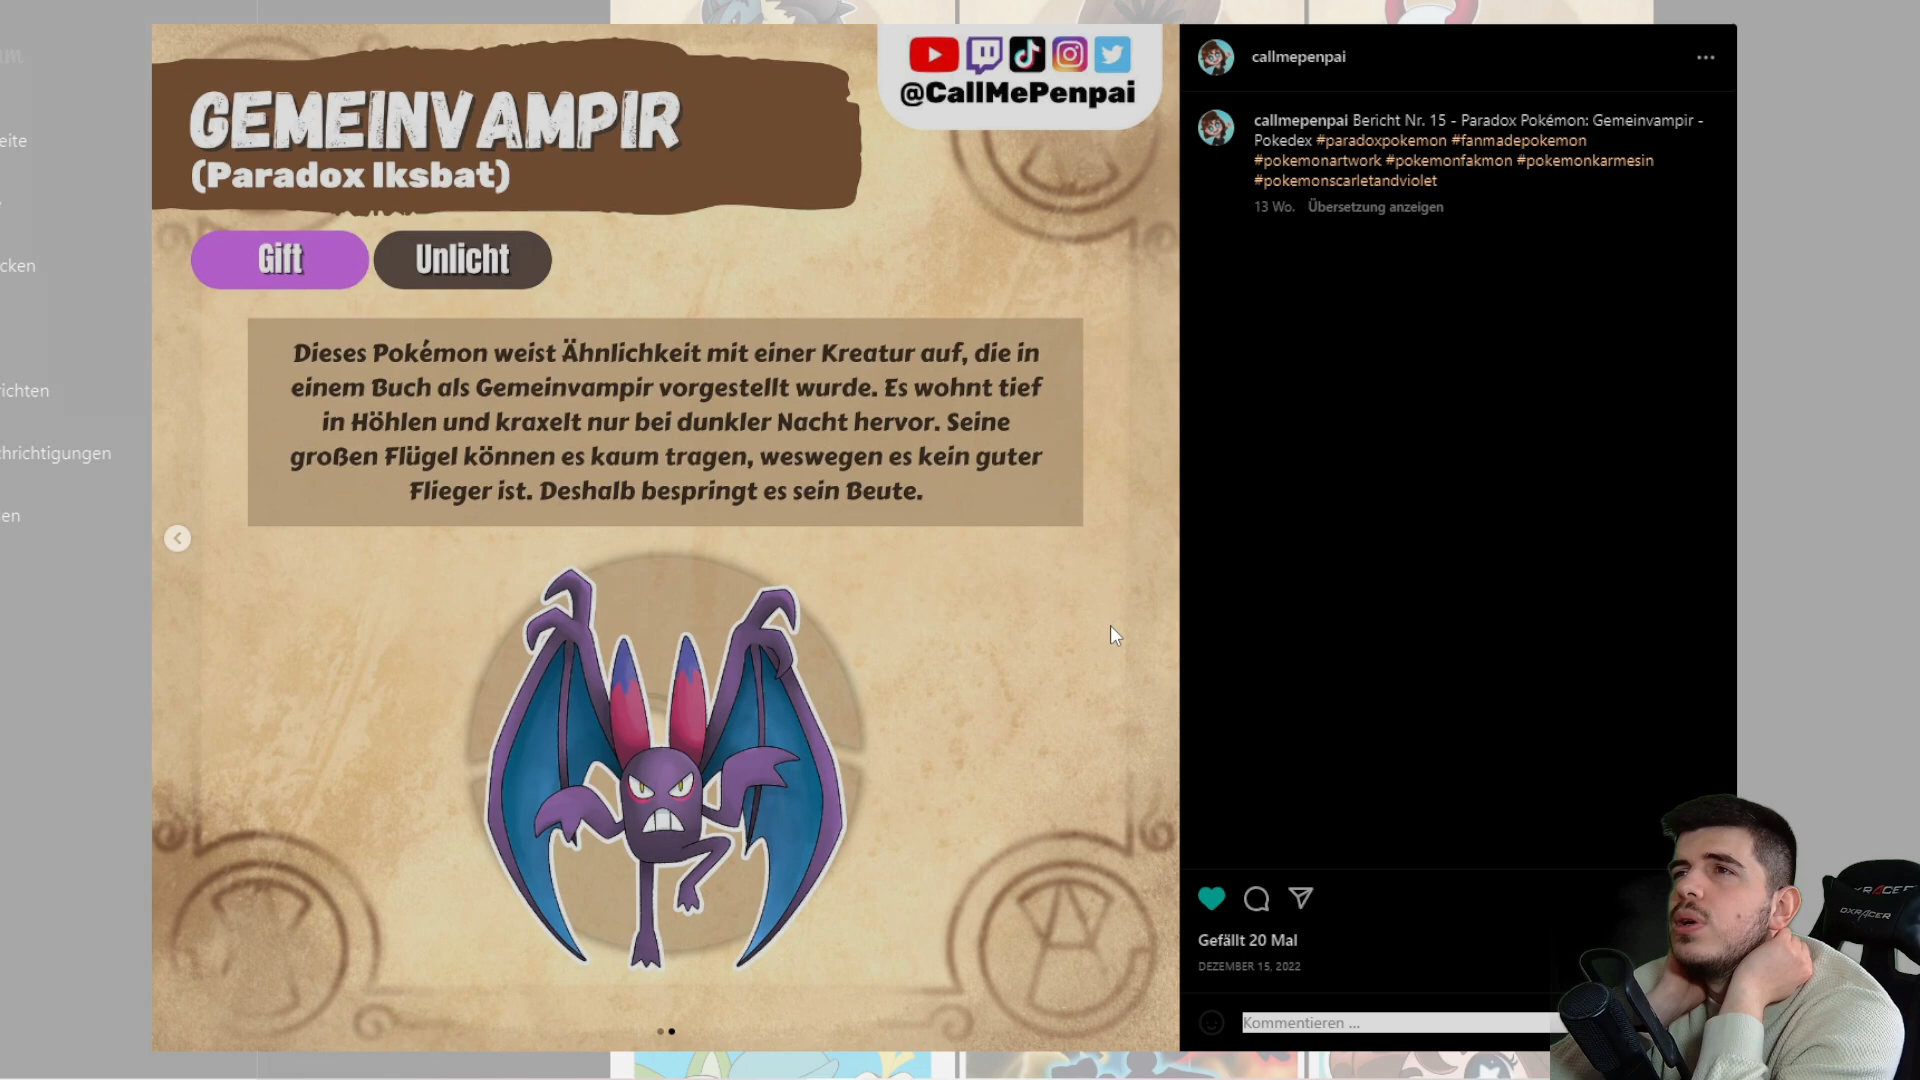 GEMEINVAMPIR
(Paradox Iksbat)
@CallMePenpai
Gift
Unlicht
Dieses Pokémon weist Ähnlichkeit mit einer Kreatur auf, die in
einem Buch als Gemeinvampir vorgestellt wurde. Es wohnt tief
in Höhlen und kraxelt nur bei dunkler Nacht hervor. Seine
großen Flügel können es kaum tragen, weswegen es kein guter
Flieger ist. Deshalb bespringt es sein Beute.
eite
cken
ichten
hrichtigungen
en
callmepenpai
callmepenpai Bericht Nr. 15 - Paradox Pokémon: Gemeinvampir -
Pokedex #paradoxpokemon #fanmadepokemon
#pokemonartwork #pokemonfakmon #pokemonkarmesin
#pokemonscarletandviolet
13 Wo. Übersetzung anzeigen
Gefällt 20 Mal
DEZEMBER 15, 2022
Kommentieren ...
DXRACER